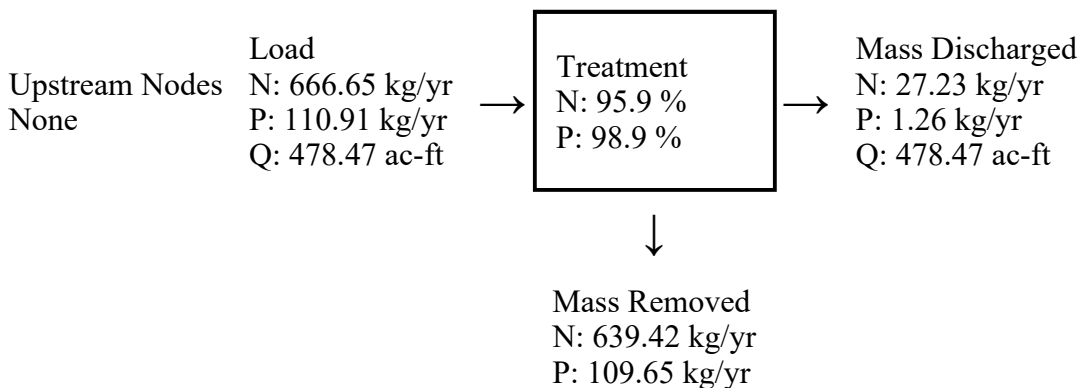 Upstream Nodes
None
Load
N: 666.65 kg/yr
P: 110.91 kg/yr
Q: 478.47 ac-ft
→
Treatment
N: 95.9 %
P: 98.9 %
→
Mass Discharged
N: 27.23 kg/yr
P: 1.26 kg/yr
Q: 478.47 ac-ft
↓
Mass Removed
N: 639.42 kg/yr
P: 109.65 kg/yr